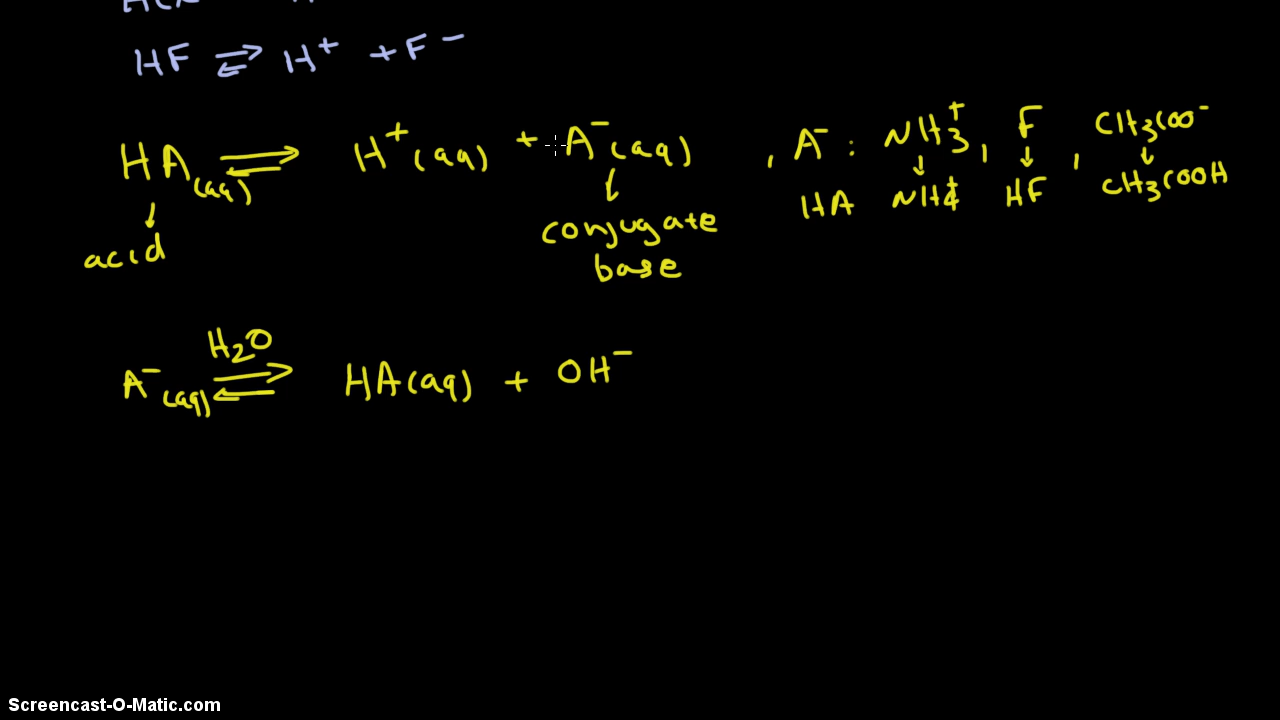 HF ⇌ H⁺ + F⁻
HA(aq) ⇌ H⁺(aq) + A⁻(aq) , A⁻ : NH₃⁺ , F , CH₃COO⁻
↓ ↓ ↓ ↓ ↓
HA NH₄ HF CH₃COOH
acid conjugate
base
H₂O
A⁻(aq) ⇌ HA(aq) + OH⁻
Screencast-O-Matic.com